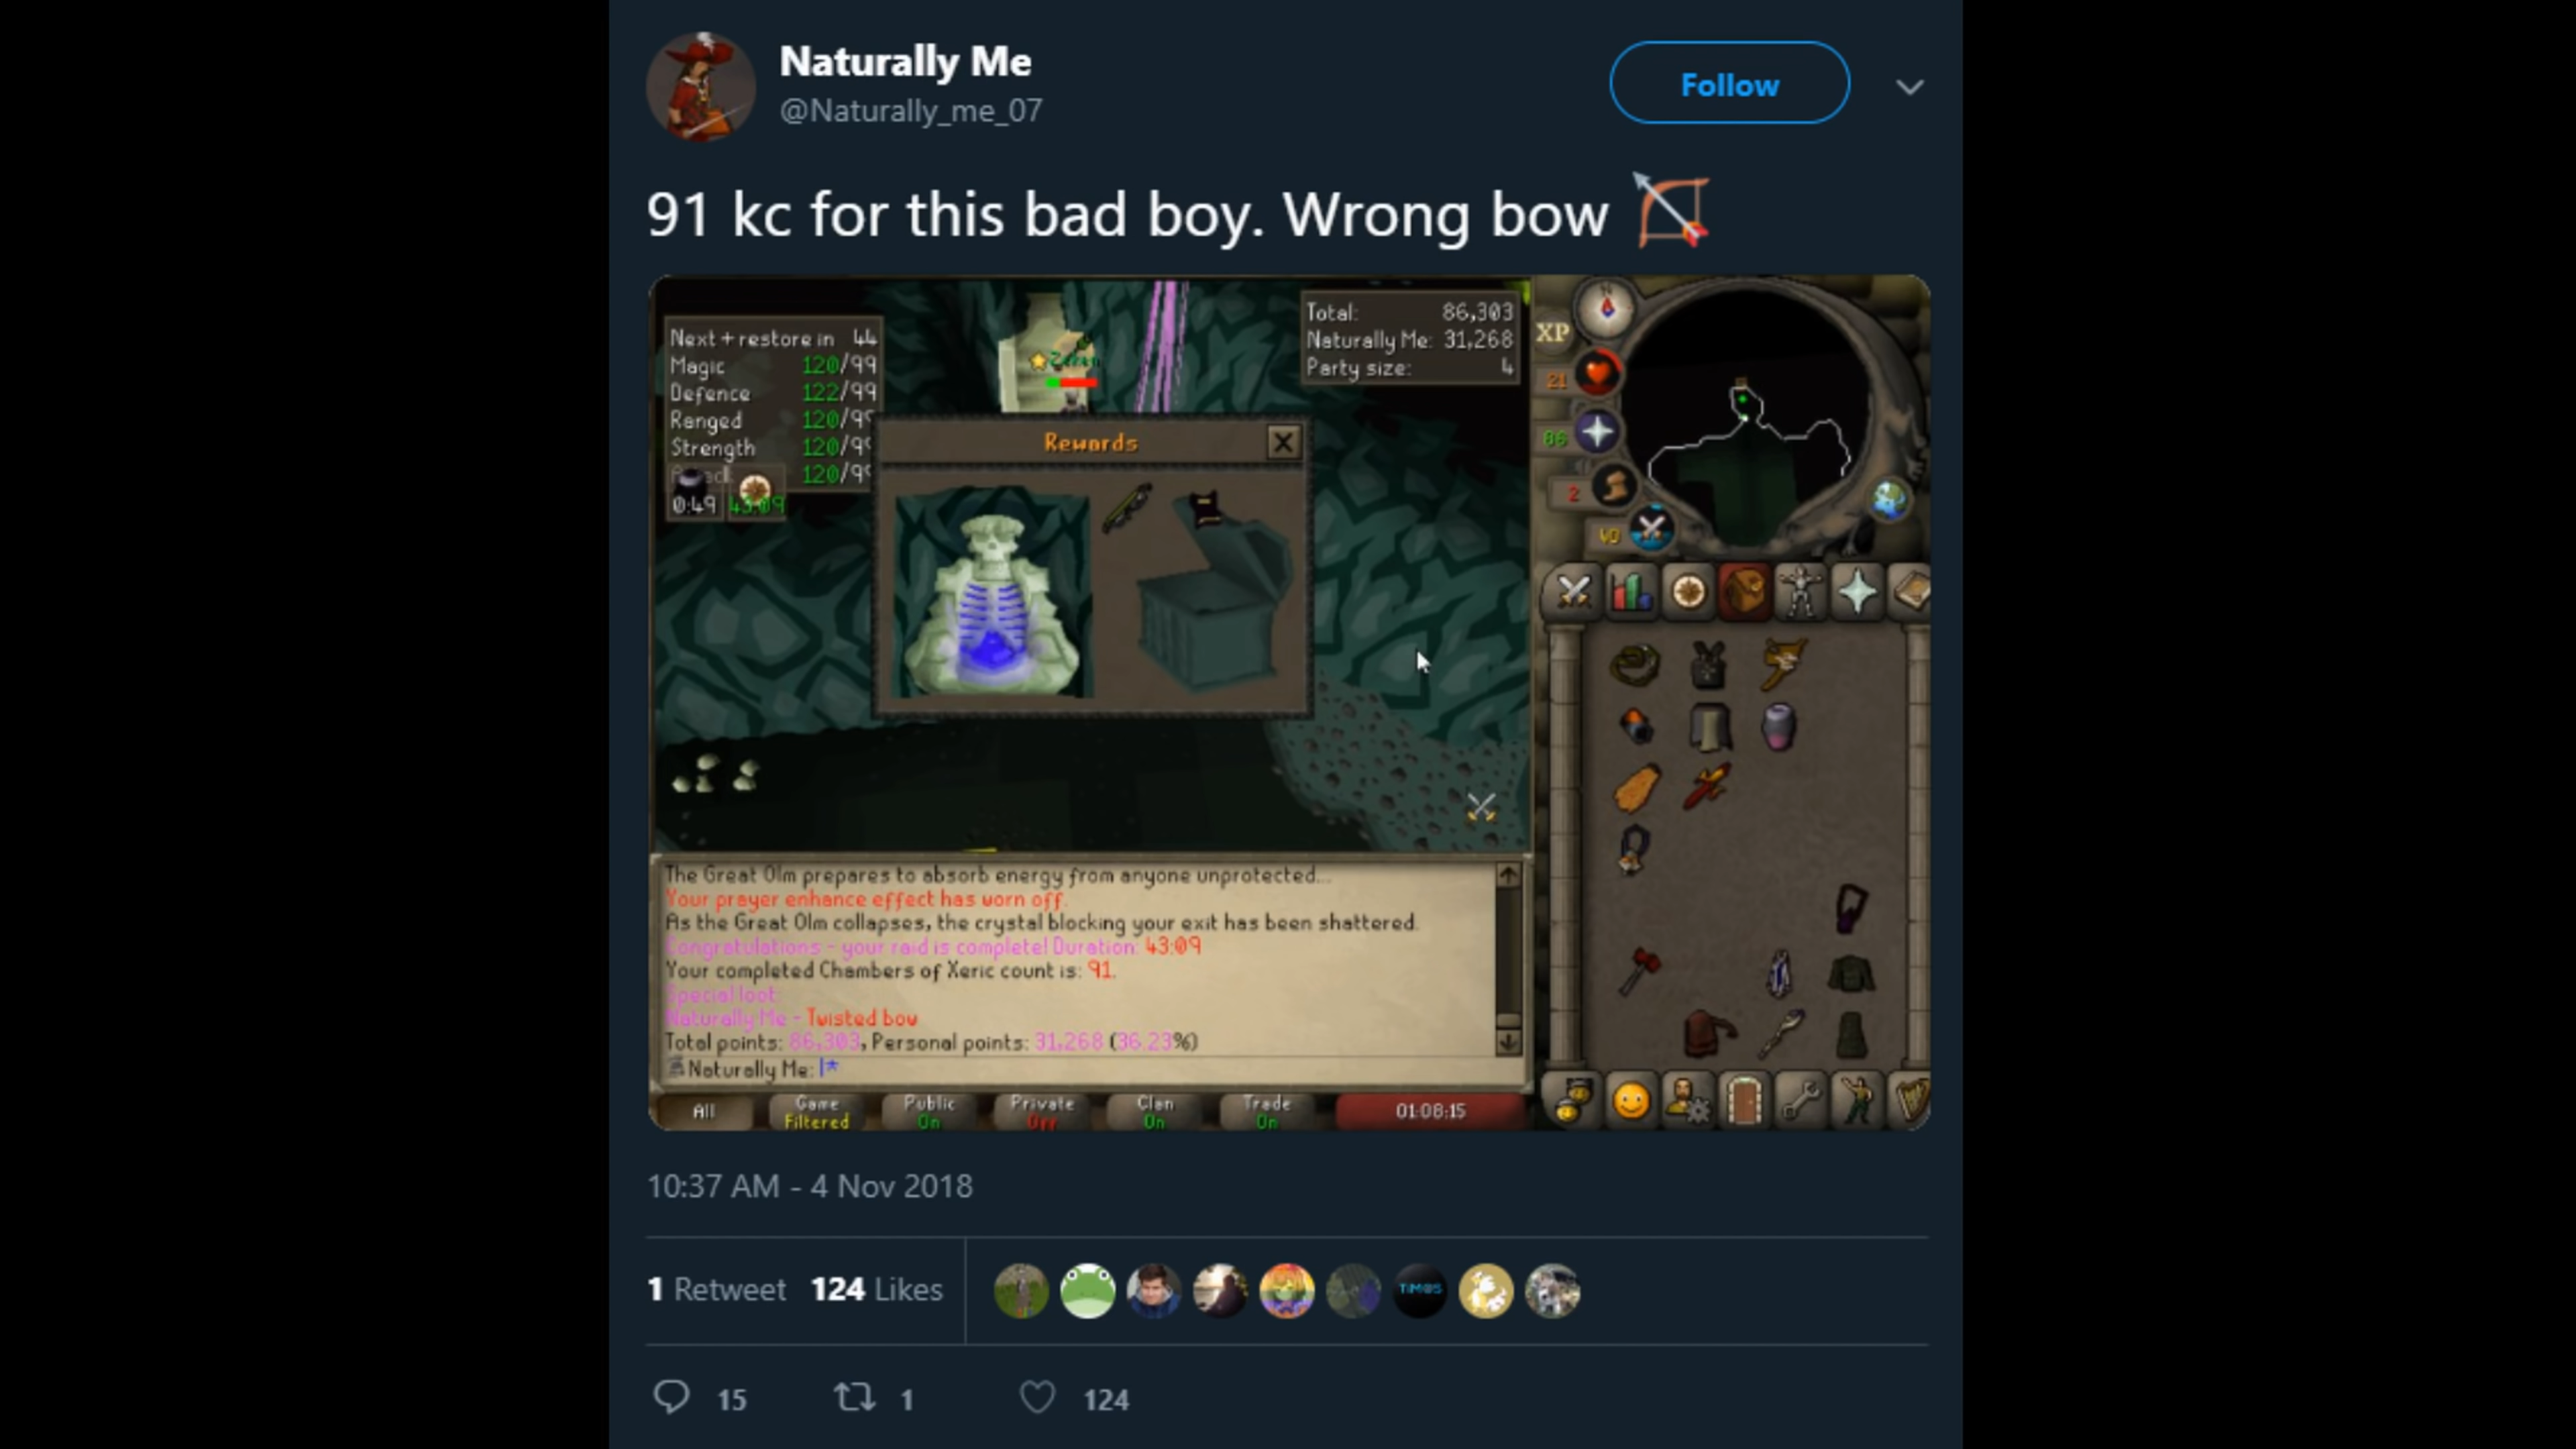 Naturally Me
@Naturally_me_07
Follow
91 kc for this bad boy. Wrong bow
Next + restore in 44
Magic 120/99
Defence 122/99
Ranged 120/99
Strength 120/99
120/99
0:49 43:09
Total: 86,303
Naturally Me: 31,268
Party size: 4
XP
21
86
2
Rewards
The Great Olm prepares to absorb energy from anyone unprotected...
Your prayer enhance effect has worn off.
As the Great Olm collapses, the crystal blocking your exit has been shattered.
Congratulations - your raid is complete! Duration: 43:09
Your completed Chambers of Xeric count is: 91.
Special loot:
Naturally Me - Twisted bow
Total points: 86,303, Personal points: 31,268 (36.23%)
Naturally Me: |*
All
Game Filtered
Public On
Private Off
Clan On
Trade On
01:08:15
10:37 AM - 4 Nov 2018
1 Retweet 124 Likes
TiMOS
15 1 124